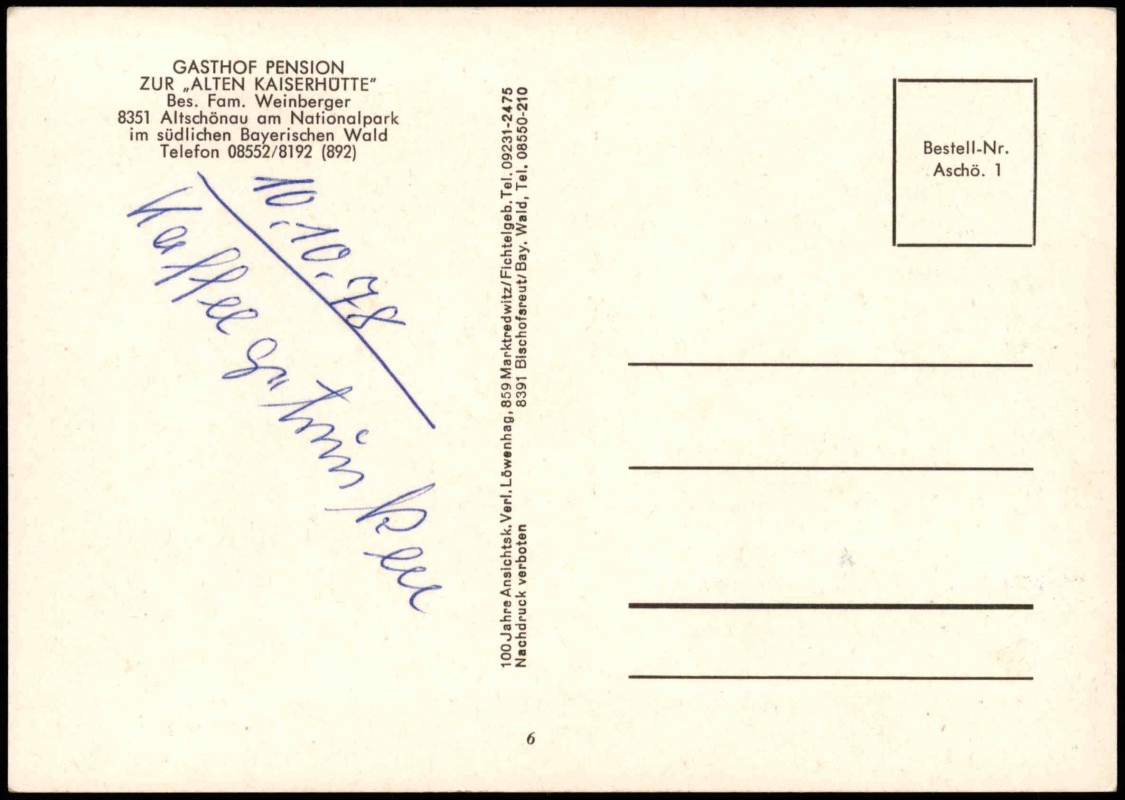 GASTHOF PENSION
ZUR „ALTEN KAISERHÜTTE"
Bes. Fam. Weinberger
8351 Altschönau am Nationalpark
im südlichen Bayerischen Wald
Telefon 08552/8192 (892)
10.10.78
Kaffee getrunken
100 Jahre Ansichtsk. Verl. Löwenhag, 859 Marktredwitz/Fichtelgeb. Tel. 09231-2475
Nachdruck verboten 8391 Bischofsreut/Bay. Wald, Tel. 08550-210
Bestell-Nr.
Aschö. 1
6